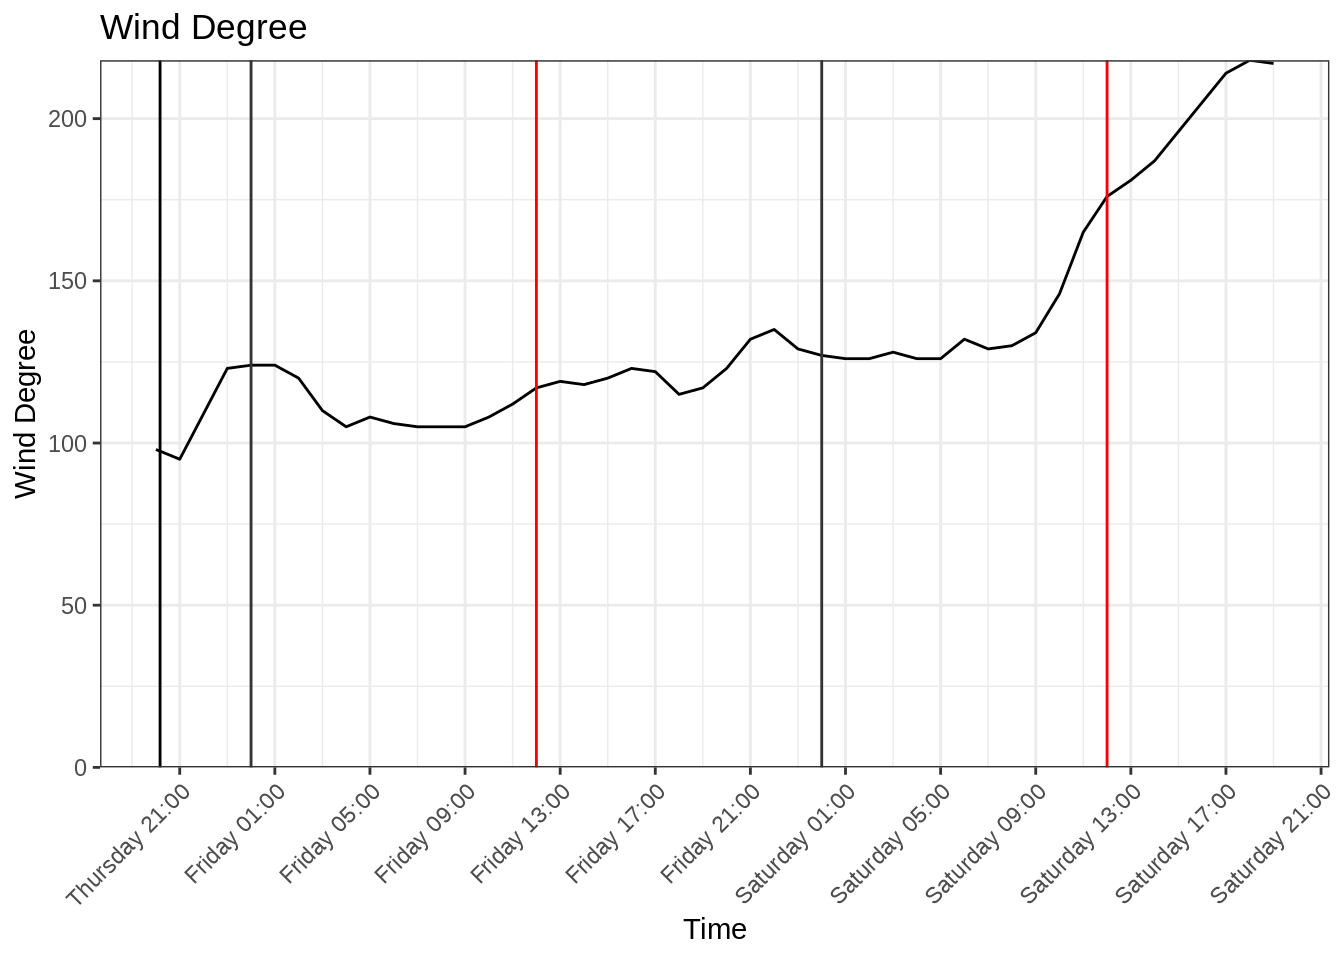 Wind Degree
Wind Degree
200
150
100
50
0
Thursday 21:00
Friday 01:00
Friday 05:00
Friday 09:00
Friday 13:00
Friday 17:00
Friday 21:00
Saturday 01:00
Saturday 05:00
Saturday 09:00
Saturday 13:00
Saturday 17:00
Saturday 21:00
Time